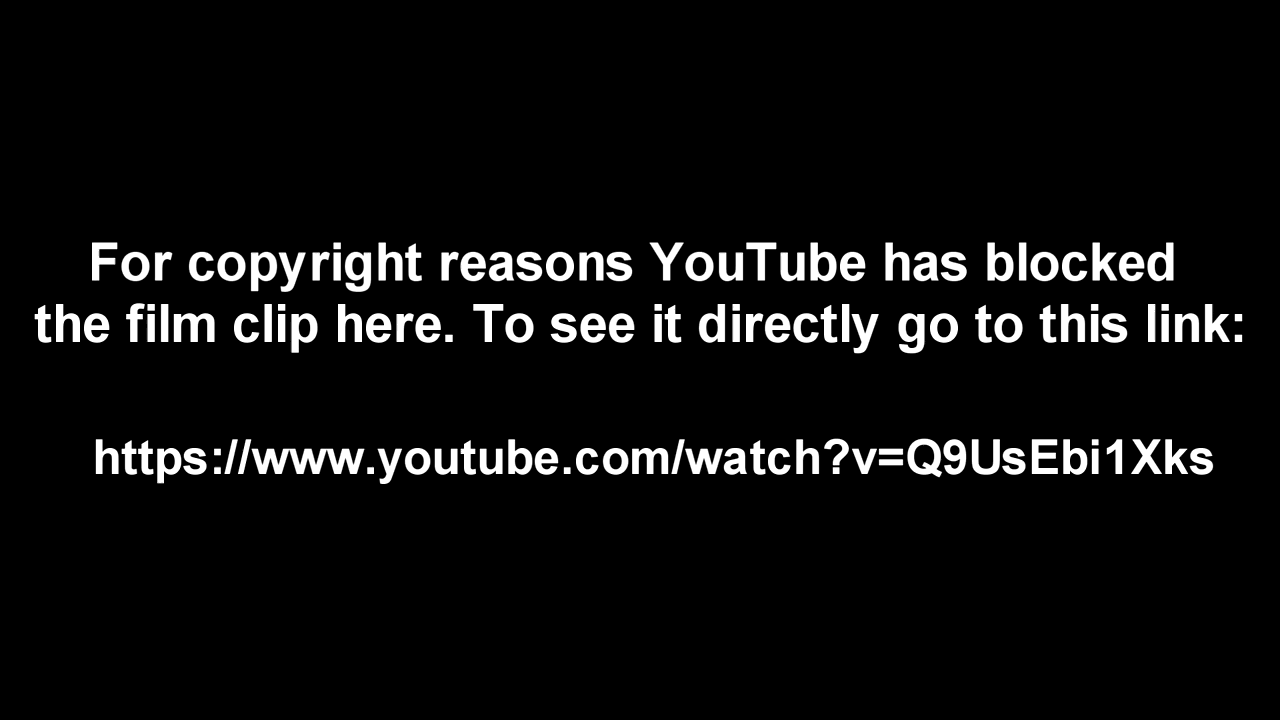 For copyright reasons YouTube has blocked
the film clip here. To see it directly go to this link:
https://www.youtube.com/watch?v=Q9UsEbi1Xks